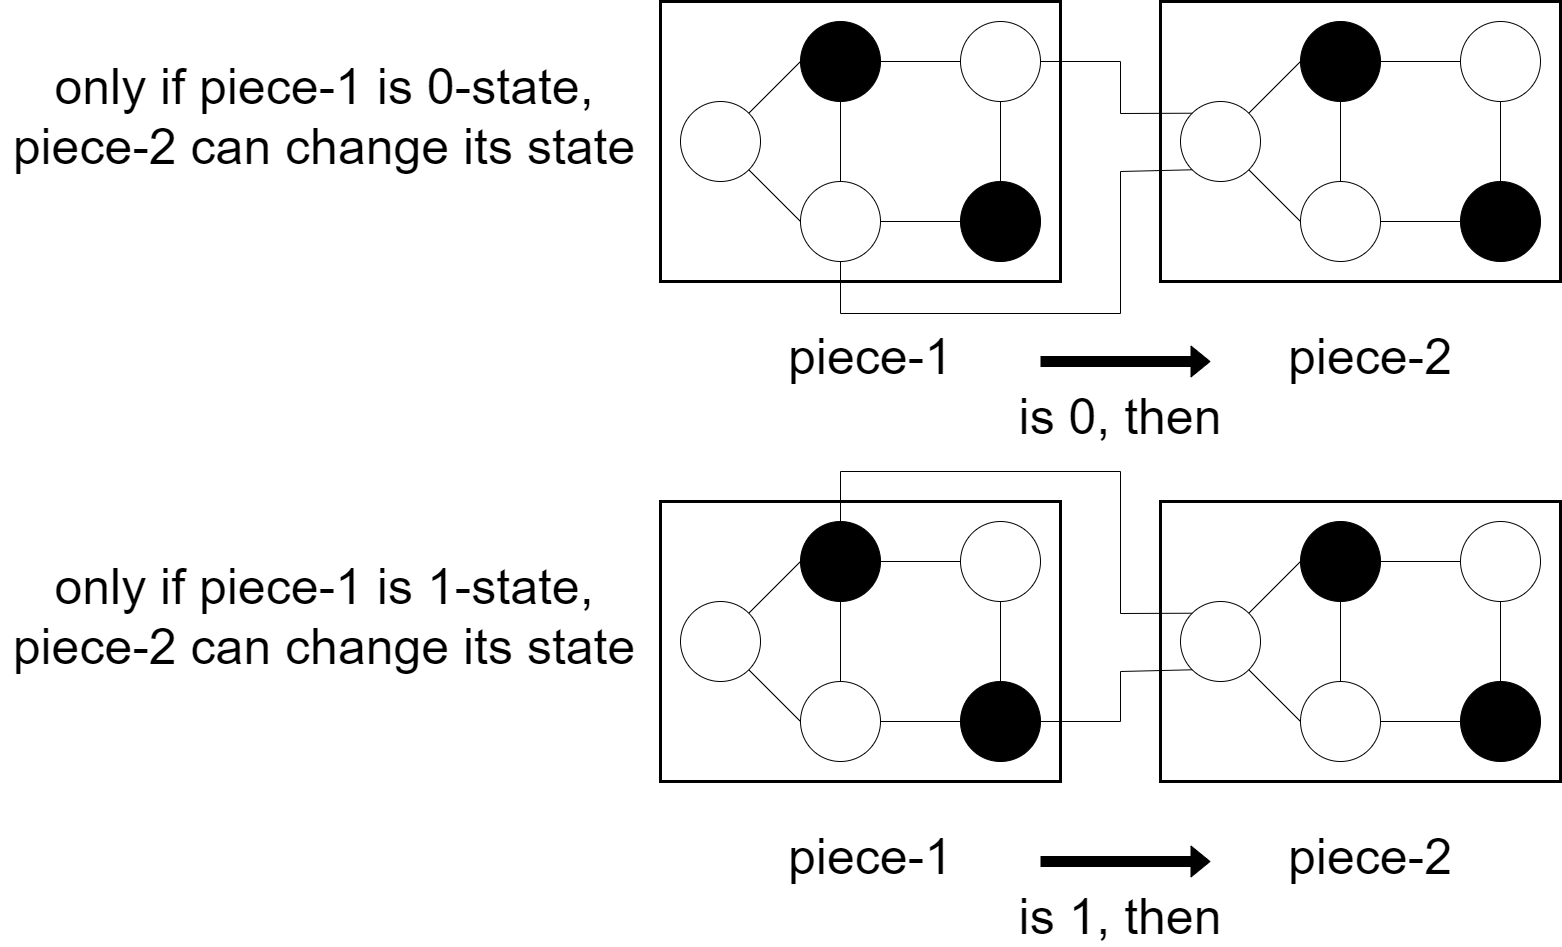 only if piece-1 is 0-state,
piece-2 can change its state
piece-1
piece-2
is 0, then
only if piece-1 is 1-state,
piece-2 can change its state
piece-1
piece-2
is 1, then